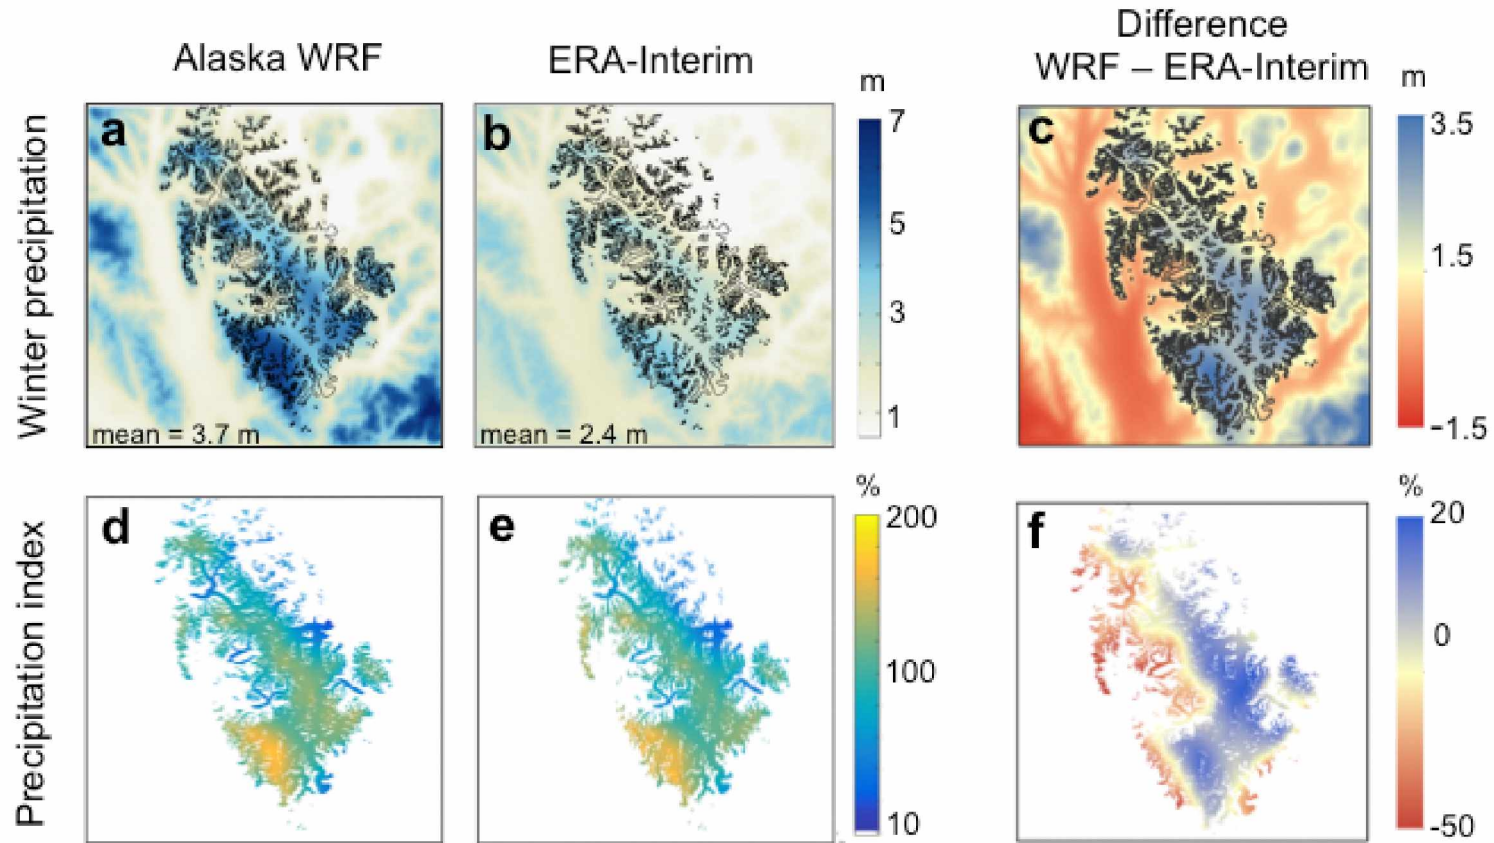 Alaska WRF
ERA-Interim
Difference
WRF – ERA-Interim
Winter precipitation
a
mean = 3.7 m
b
mean = 2.4 m
m
7
5
3
1
c
m
3.5
1.5
-1.5
Precipitation index
d
e
%
200
100
10
f
%
20
0
-50